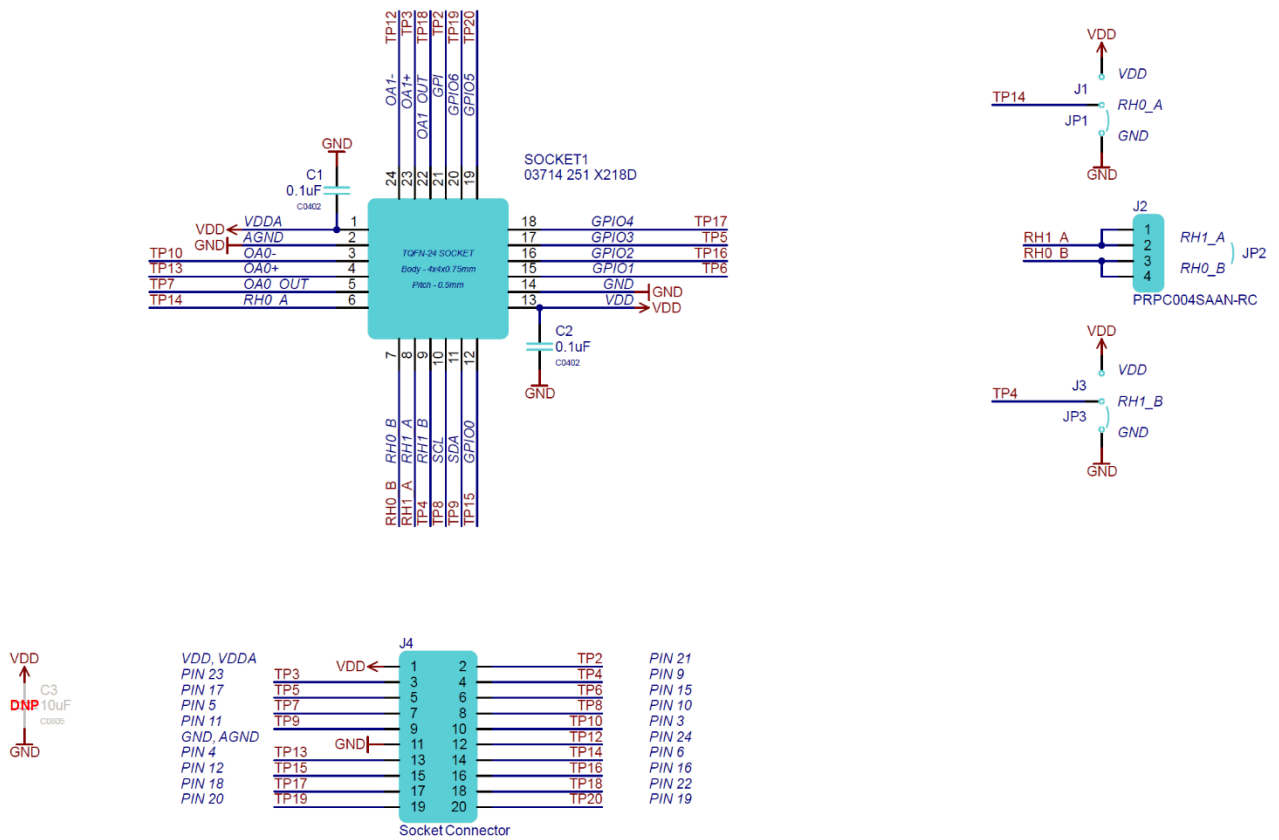 TP12
TP3
TP18
TP2
TP19
TP20
OA1-
OA1+
OA1 OUT
GPI
GPIO6
GPIO5
GND
C1
0.1uF
C0402
24
23
22
21
20
19
SOCKET1
03714 251 X218D
VDD
VDDA
1
GND
AGND
2
TP10
OA0-
3
TP13
OA0+
4
TP7
OA0 OUT
5
TP14
RH0 A
6
TQFN-24 SOCKET
Body - 4x4x0.75mm
Pitch - 0.5mm
18
GPIO4
TP17
17
GPIO3
TP5
16
GPIO2
TP16
15
GPIO1
TP6
14
GND
GND
13
VDD
VDD
C2
0.1uF
C0402
GND
7
8
9
10
11
12
RH0 B
RH1 A
RH1 B
SCL
SDA
GPIO0
RH0 B
RH1 A
TP4
TP8
TP9
TP15
VDD
VDD
J1
TP14
RH0_A
JP1
GND
GND
J2
RH1 A
RH0 B
1
2
3
4
RH1_A
RH0_B
JP2
PRPC004SAAN-RC
VDD
VDD
J3
TP4
RH1_B
JP3
GND
GND
VDD
C3
DNP
10uF
C0805
GND
J4
VDD, VDDA
VDD
1
2
TP2
PIN 21
PIN 23
TP3
3
4
TP4
PIN 9
PIN 17
TP5
5
6
TP6
PIN 15
PIN 5
TP7
7
8
TP8
PIN 10
PIN 11
TP9
9
10
TP10
PIN 3
GND, AGND
GND
11
12
TP12
PIN 24
PIN 4
TP13
13
14
TP14
PIN 6
PIN 12
TP15
15
16
TP16
PIN 16
PIN 18
TP17
17
18
TP18
PIN 22
PIN 20
TP19
19
20
TP20
PIN 19
Socket Connector